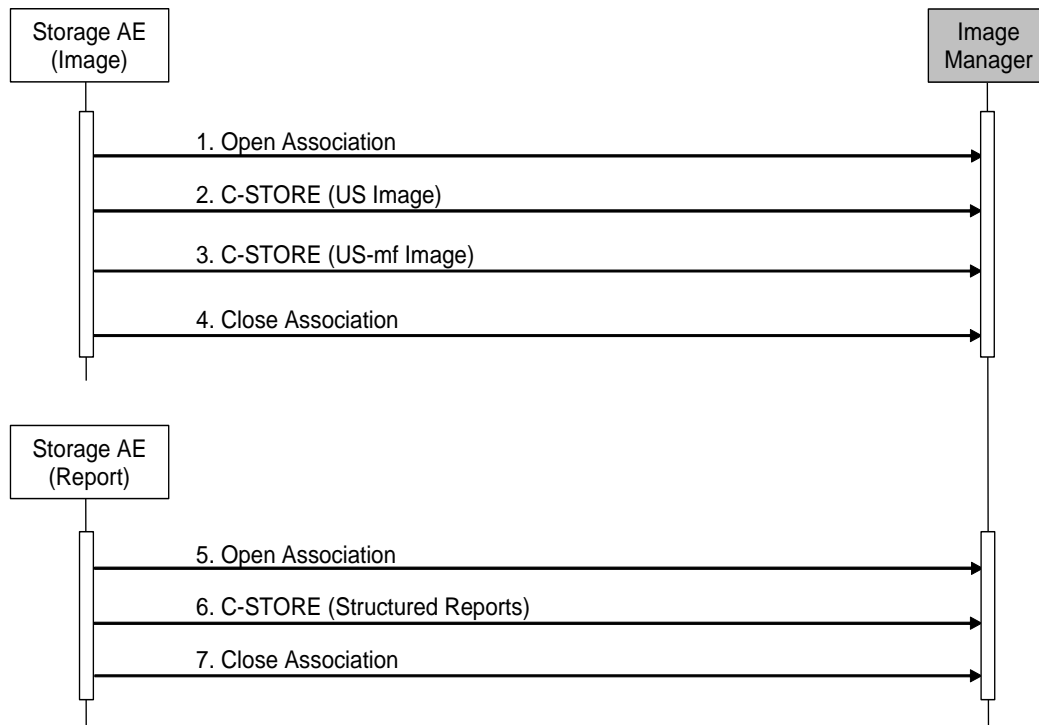 Storage AE
(Image)
Image
Manager
1. Open Association
2. C-STORE (US Image)
3. C-STORE (US-mf Image)
4. Close Association
Storage AE
(Report)
5. Open Association
6. C-STORE (Structured Reports)
7. Close Association